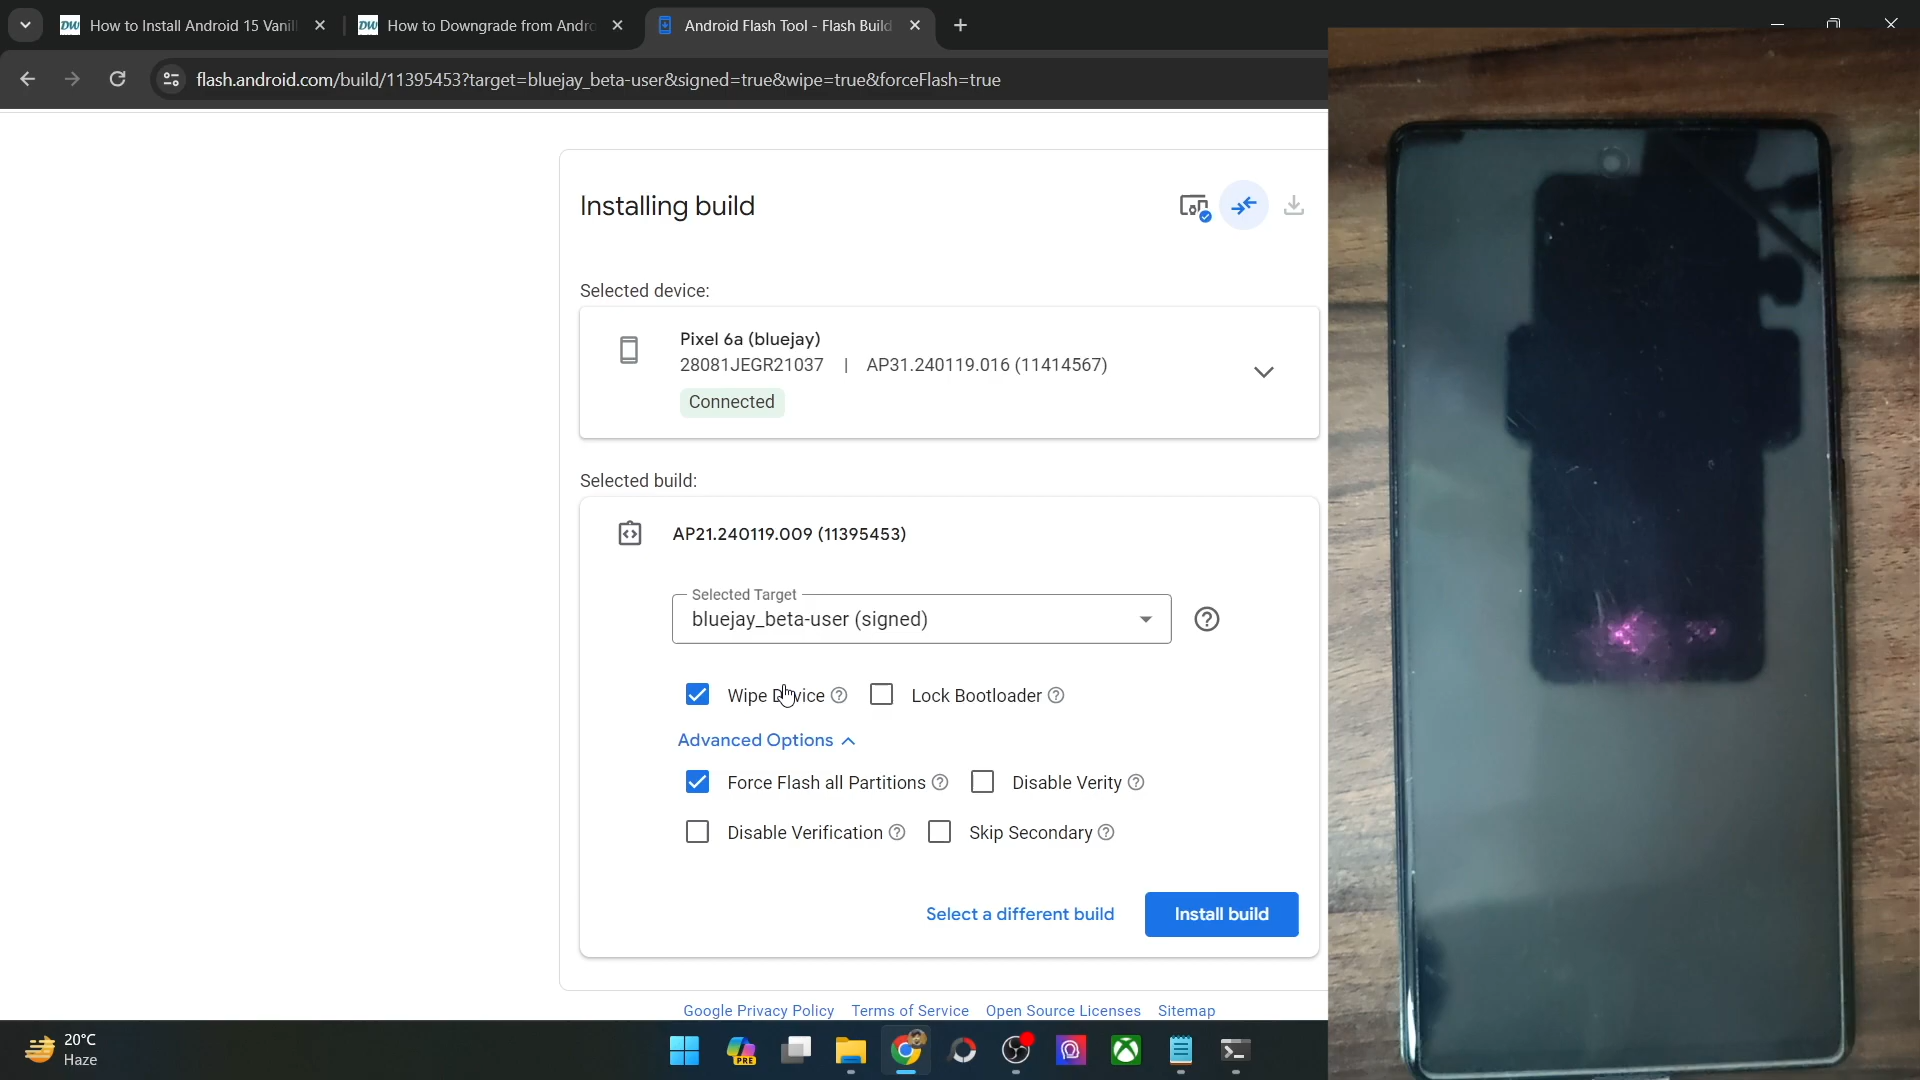 How to Install Android 15 Vanill
How to Downgrade from Andro
Android Flash Tool - Flash Build
flash.android.com/build/11395453?target=bluejay_beta-user&signed=true&wipe=true&forceFlash=true
Installing build
Selected device:
Pixel 6a (bluejay)
28081JEGR21037 | AP31.240119.016 (11414567)
Connected
Selected build:
AP21.240119.009 (11395453)
Selected Target
bluejay_beta-user (signed)
Wipe Device Lock Bootloader
Advanced Options
Force Flash all Partitions Disable Verity
Disable Verification Skip Secondary
Select a different build Install build
Google Privacy Policy Terms of Service Open Source Licenses Sitemap
20°C
Haze
PRE